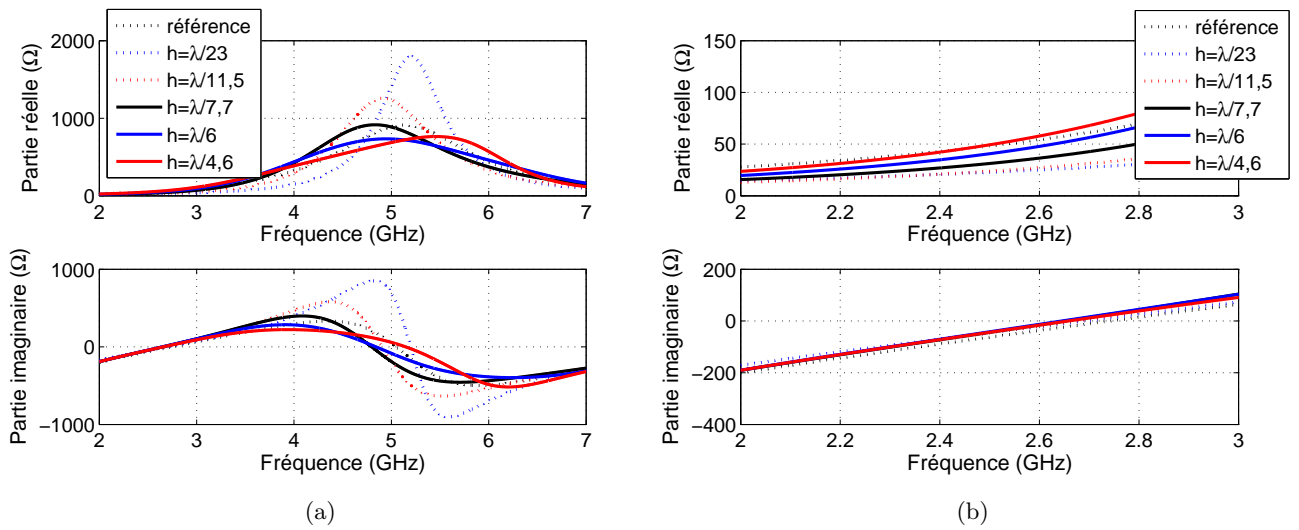 référence
h=λ/23
h=λ/11,5
h=λ/7,7
h=λ/6
h=λ/4,6
2000
1000
0
Partie réelle (Ω)
2 3 4 5 6 7
Fréquence (GHz)
1000
0
−1000
Partie imaginaire (Ω)
2 3 4 5 6 7
Fréquence (GHz)
(a)
référence
h=λ/23
h=λ/11,5
h=λ/7,7
h=λ/6
h=λ/4,6
150
100
50
0
Partie réelle (Ω)
2 2.2 2.4 2.6 2.8 3
Fréquence (GHz)
200
0
−200
−400
Partie imaginaire (Ω)
2 2.2 2.4 2.6 2.8 3
Fréquence (GHz)
(b)